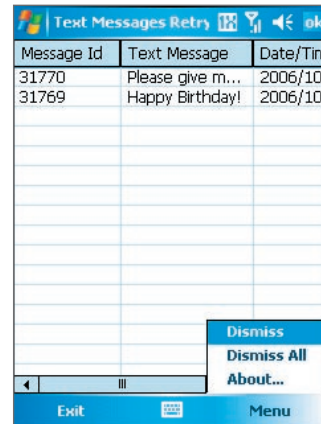 Text Messages Retry ok
Message Id Text Message Date/Tim
31770 Please give m... 2006/10
31769 Happy Birthday! 2006/10
Dismiss
Dismiss All
About...
Exit Menu